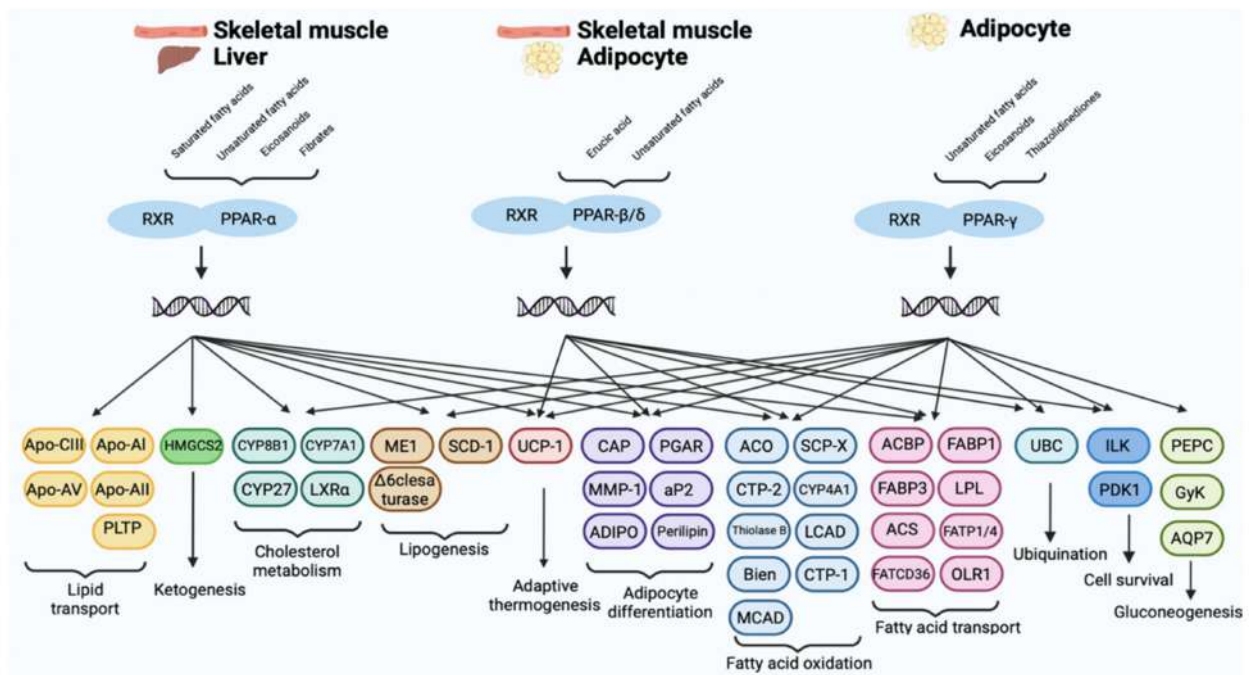 Skeletal muscle
Liver
Saturated fatty acids
Unsaturated fatty acids
Eicosanoids
Fibrates
RXR
PPAR-α
Skeletal muscle
Adipocyte
Erucic acid
Unsaturated fatty acids
RXR
PPAR-β/δ
Adipocyte
Unsaturated fatty acids
Eicosanoids
Thiazolidinediones
RXR
PPAR-γ
Apo-CIII
Apo-AI
Apo-AV
Apo-AII
PLTP
Lipid
transport
HMGCS2
Ketogenesis
CYP8B1
CYP7A1
CYP27
LXRα
Cholesterol
metabolism
ME1
SCD-1
Δ6clesa
turase
Lipogenesis
UCP-1
Adaptive
thermogenesis
CAP
PGAR
MMP-1
aP2
ADIPO
Perilipin
Adipocyte
differentiation
ACO
SCP-X
CTP-2
CYP4A1
Thiolase B
LCAD
Bien
CTP-1
MCAD
Fatty acid oxidation
ACBP
FABP1
FABP3
LPL
ACS
FATP1/4
FATCD36
OLR1
Fatty acid transport
UBC
Ubiquination
ILK
PDK1
Cell survival
PEPC
GyK
AQP7
Gluconeogenesis